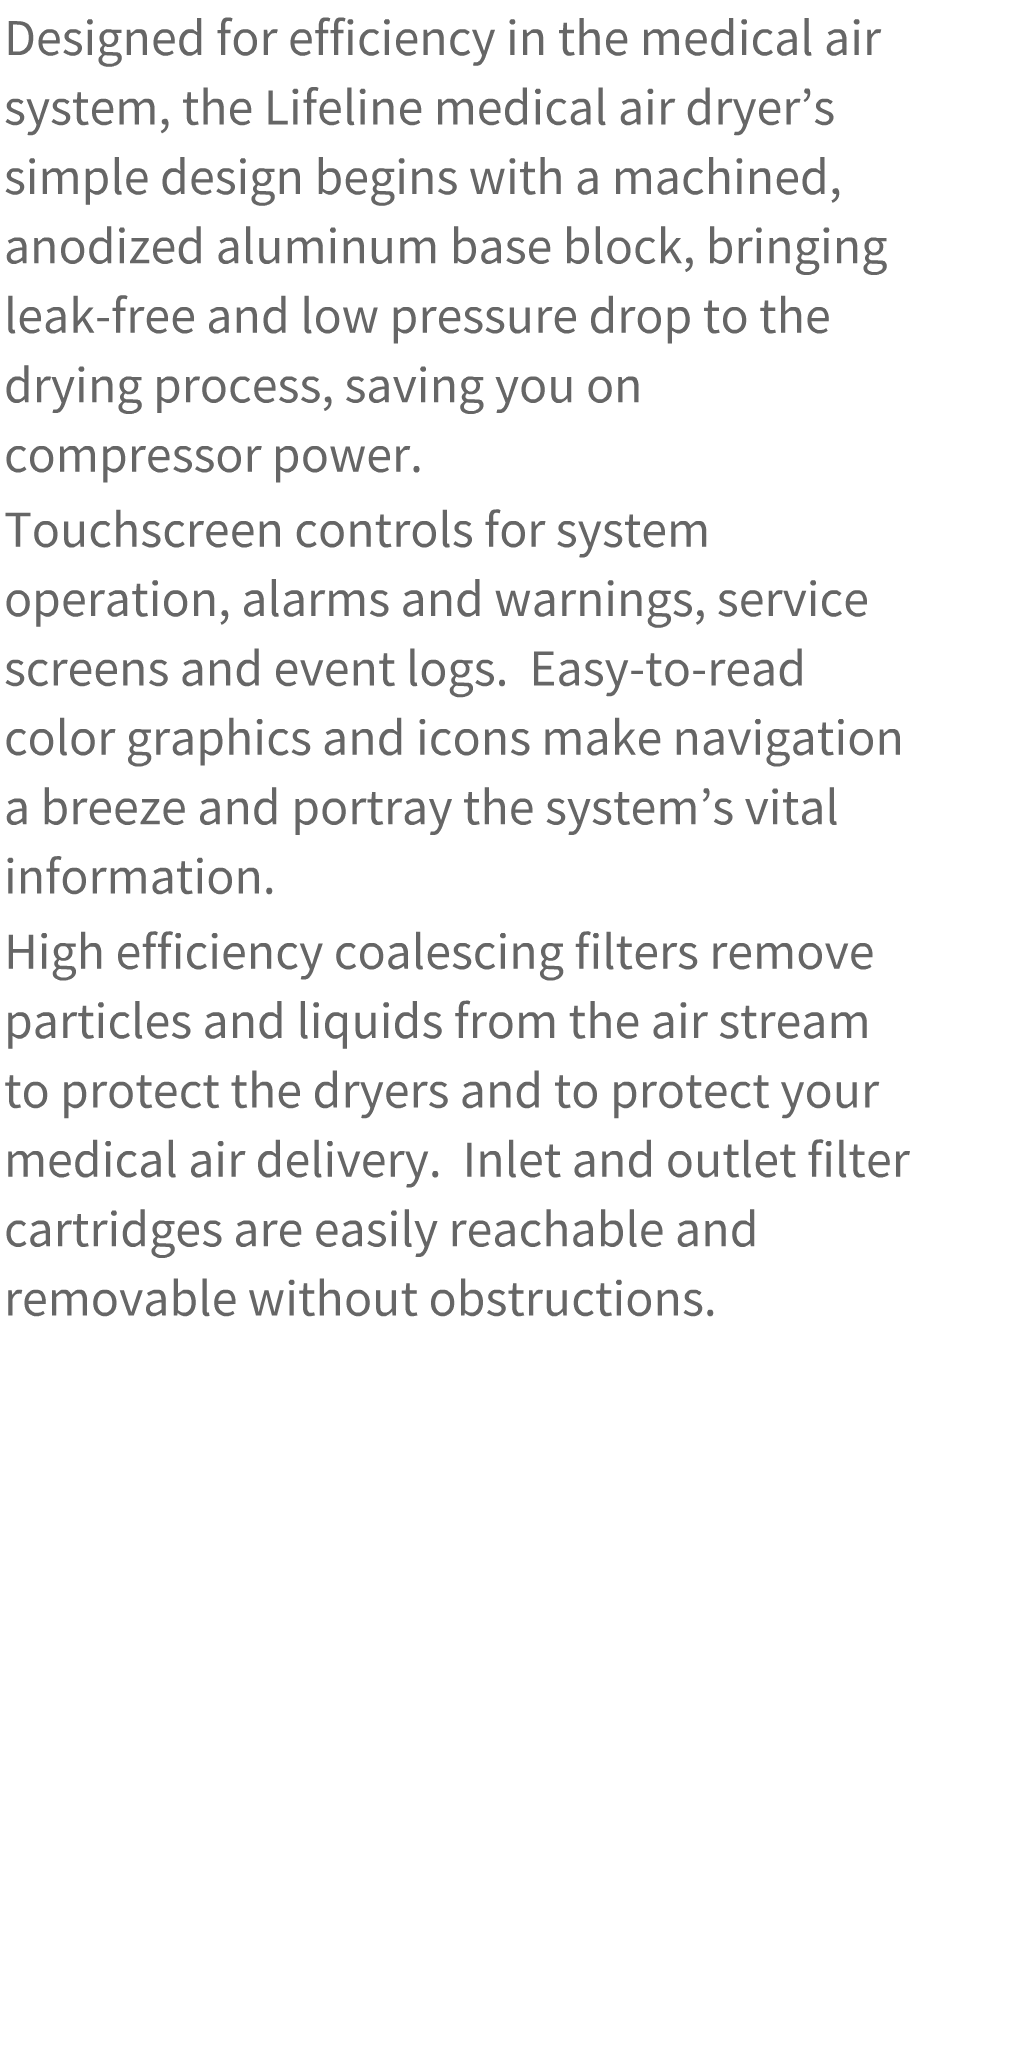 Designed for efficiency in the medical air
system, the Lifeline medical air dryer’s
simple design begins with a machined,
anodized aluminum base block, bringing
leak-free and low pressure drop to the
drying process, saving you on
compressor power.
Touchscreen controls for system
operation, alarms and warnings, service
screens and event logs.  Easy-to-read
color graphics and icons make navigation
a breeze and portray the system’s vital
information.
High efficiency coalescing filters remove
particles and liquids from the air stream
to protect the dryers and to protect your
medical air delivery.  Inlet and outlet filter
cartridges are easily reachable and
removable without obstructions.